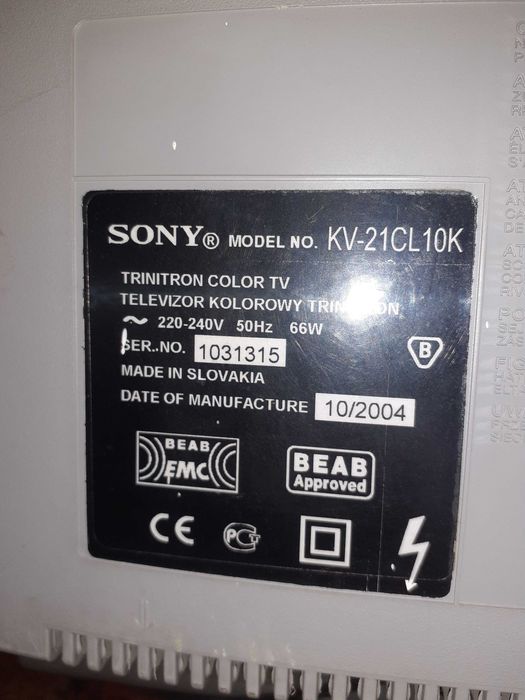 SONY® MODEL NO. KV-21CL10K
TRINITRON COLOR TV
TELEVIZOR KOLOROWY TRINITRON
~ 220-240V 50Hz 66W
SER.NO. 1031315
B
MADE IN SLOVAKIA
DATE OF MANUFACTURE 10/2004
BEAB
EMC
BEAB
Approved
CE